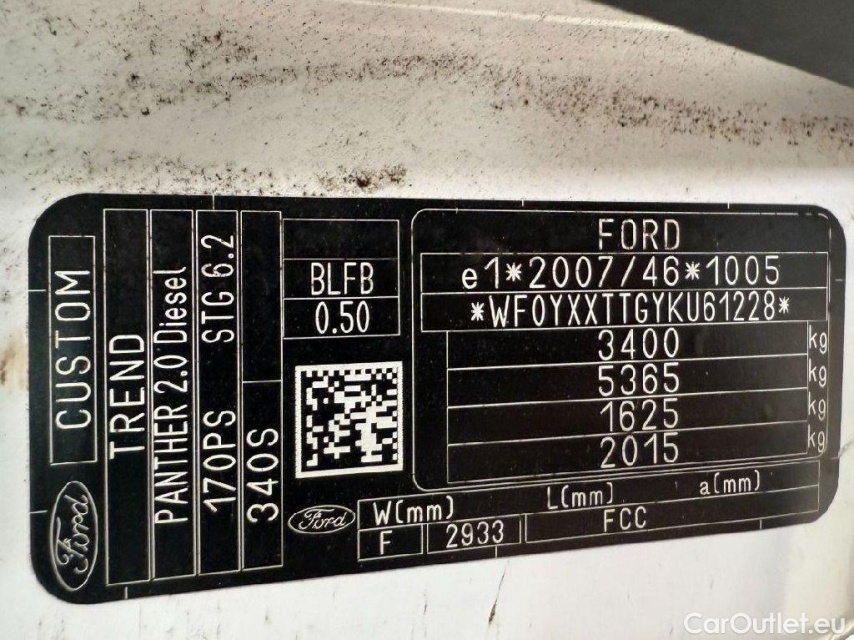 CUSTOM
Ford
TREND
PANTHER 2.0 Diesel
170PS STG 6.2
340S
BLFB
0.50
Ford
FORD
e1*2007/46*1005
*WF0YXXTTGYKU61228*
3400 kg
5365 kg
1625 kg
2015 kg
W(mm) L(mm) a(mm)
F 2933 FCC
CarOutlet.eu